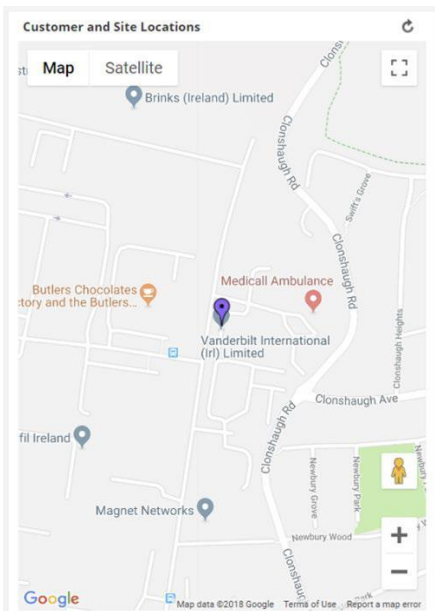 Customer and Site Locations
Map
Satellite
Brinks (Ireland) Limited
Clonshaugh Rd
Swift's Grove
Clonshaugh Rd
Butlers Chocolates
ctory and the Butlers...
Medicall Ambulance
Vanderbilt International
(Irl) Limited
Clonshaugh Heights
Clonshaugh Ave
fil Ireland
Clonshaugh Rd
Newbury Grove
Newbury Park
Magnet Networks
Newbury Wood
Google
Map data ©2018 Google
Terms of Use
Report a map error